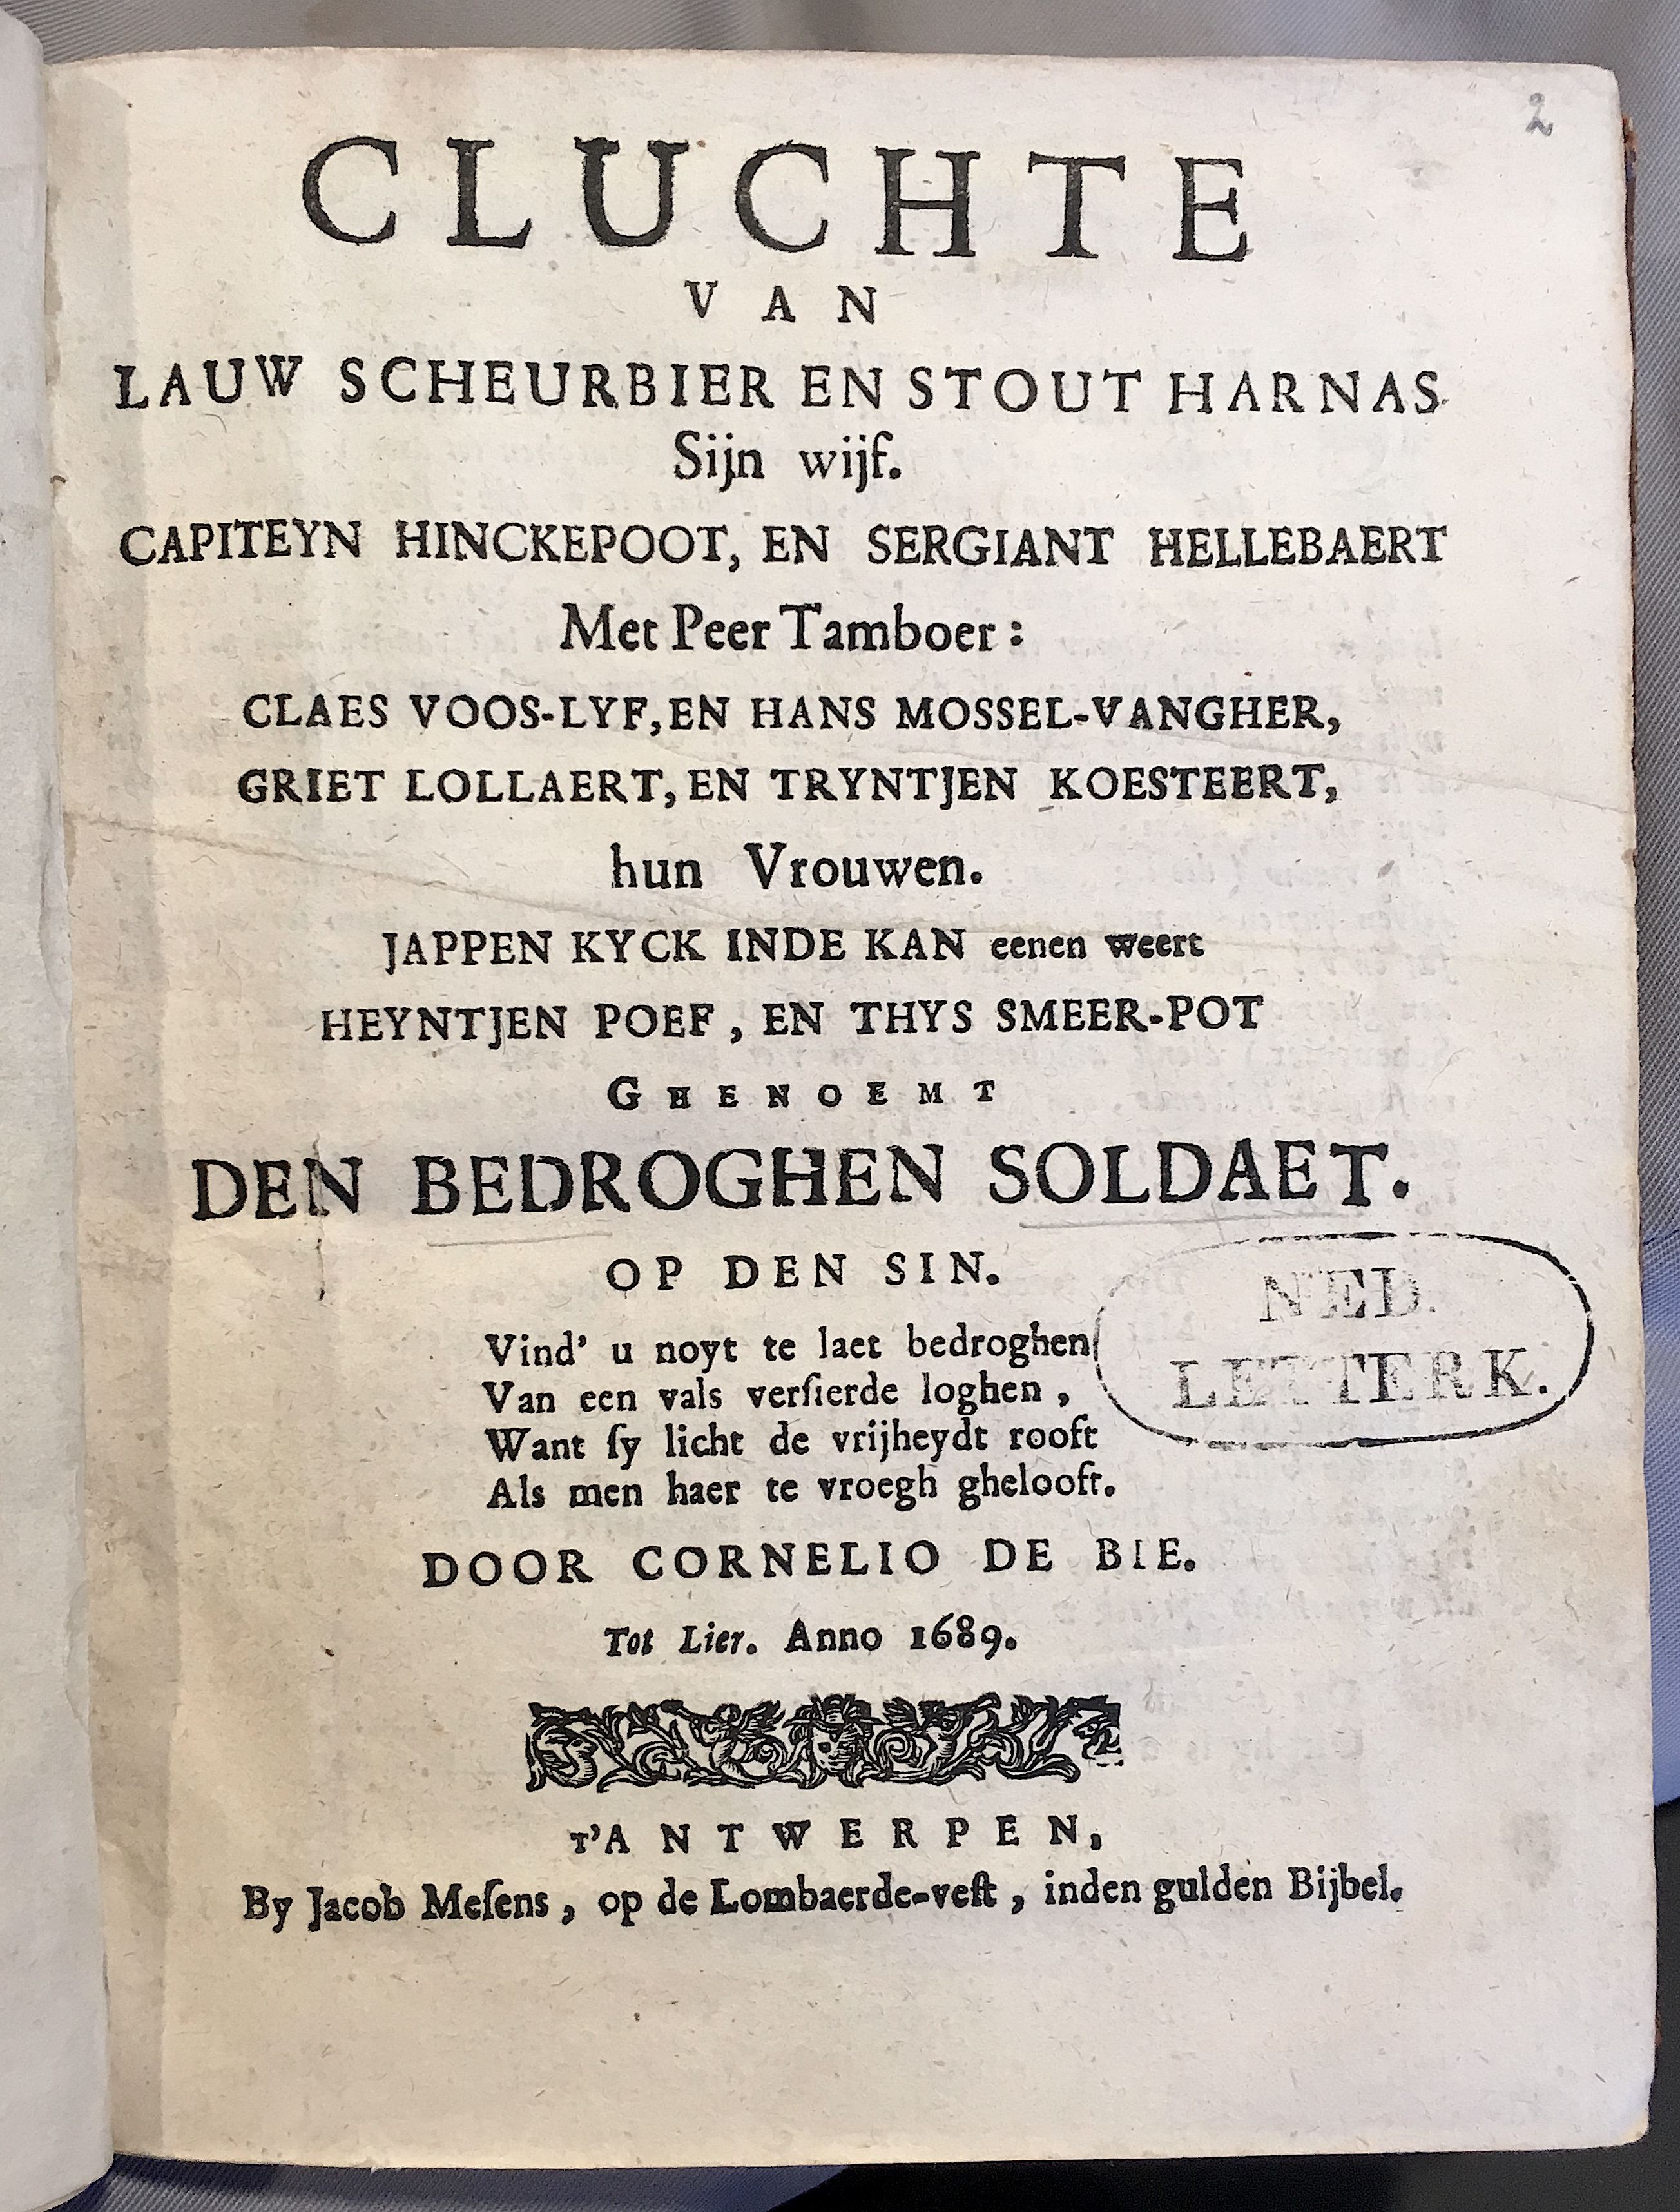 2
CLUCHTE
VAN
LAUW SCHEURBIER EN STOUT HARNAS.
Sijn wijf.
CAPITEYN HINCKEPOOT, EN SERGIANT HELLEBAERT
Met Peer Tamboer:
CLAES VOOS-LYF, EN HANS MOSSEL-VANGHER,
GRIET LOLLAERT, EN TRYNTJEN KOESTEERT,
hun Vrouwen.
JAPPEN KYCK INDE KAN eenen weert
HEYNTJEN POEF, EN THYS SMEER-POT
GHENOEMT
DEN BEDROGHEN SOLDAET.
OP DEN SIN.
Vind' u noyt te laet bedroghen
Van een vals verſierde loghen,
Want ſy licht de vrijheydt rooft
Als men haer te vroegh ghelooft.
NED.
LETTERK.
DOOR CORNELIO DE BIE.
Tot Lier. Anno 1689.
T'ANTWERPEN,
By Jacob Meſens, op de Lombaerde-veſt, inden gulden Bijbel.